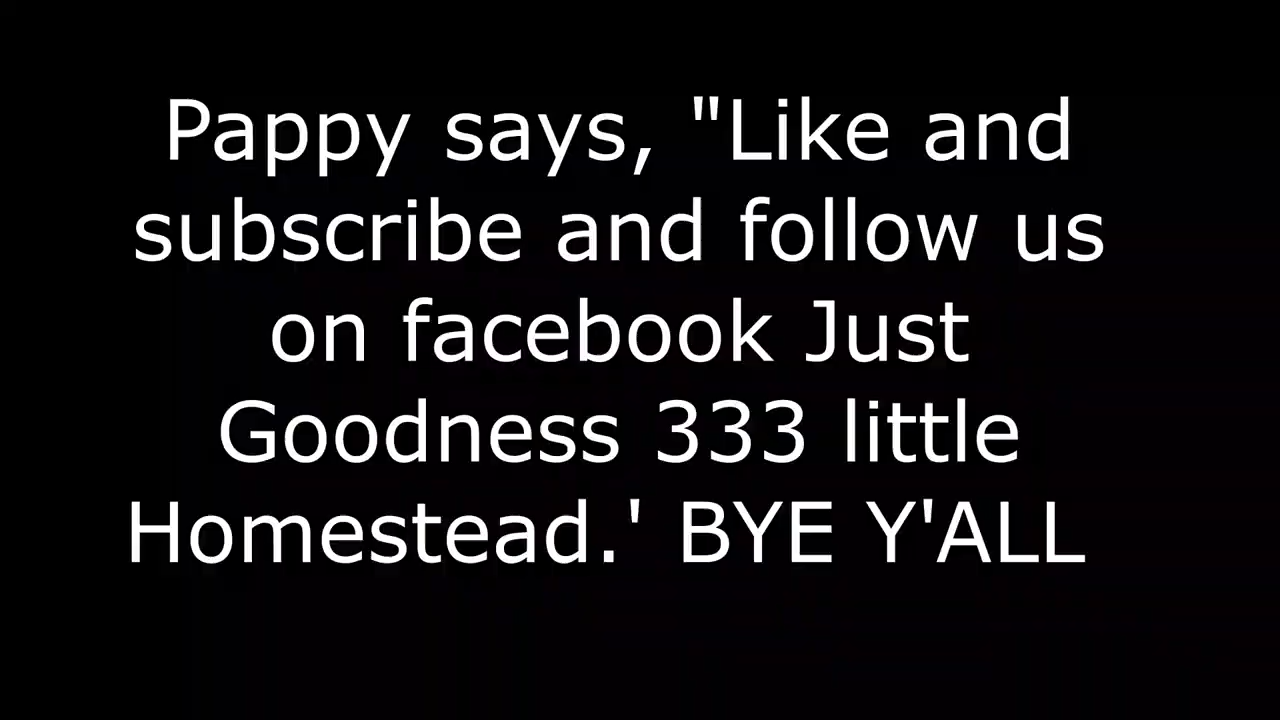 Pappy says, "Like and
subscribe and follow us
on facebook Just
Goodness 333 little
Homestead.' BYE Y'ALL